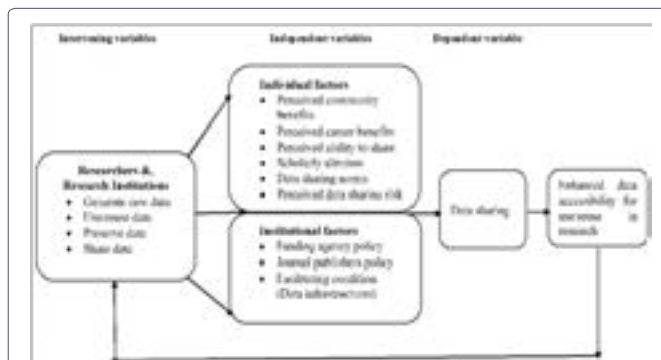 Intervening variables
Independent variables
Dependent variable
Researchers &
Research Institutions
• Generate raw data
• Use/reuse data
• Preserve data
• Share data
Individual factors
• Perceived community
benefits
• Perceived career benefits
• Perceived ability to share
• Scholarly altruism
• Data sharing norms
• Perceived data sharing risk
Institutional factors
• Funding agency policy
• Journal publishers policy
• Facilitating condition
(Data infrastructure)
Data sharing
Enhanced data
accessibility for
use/reuse in
research